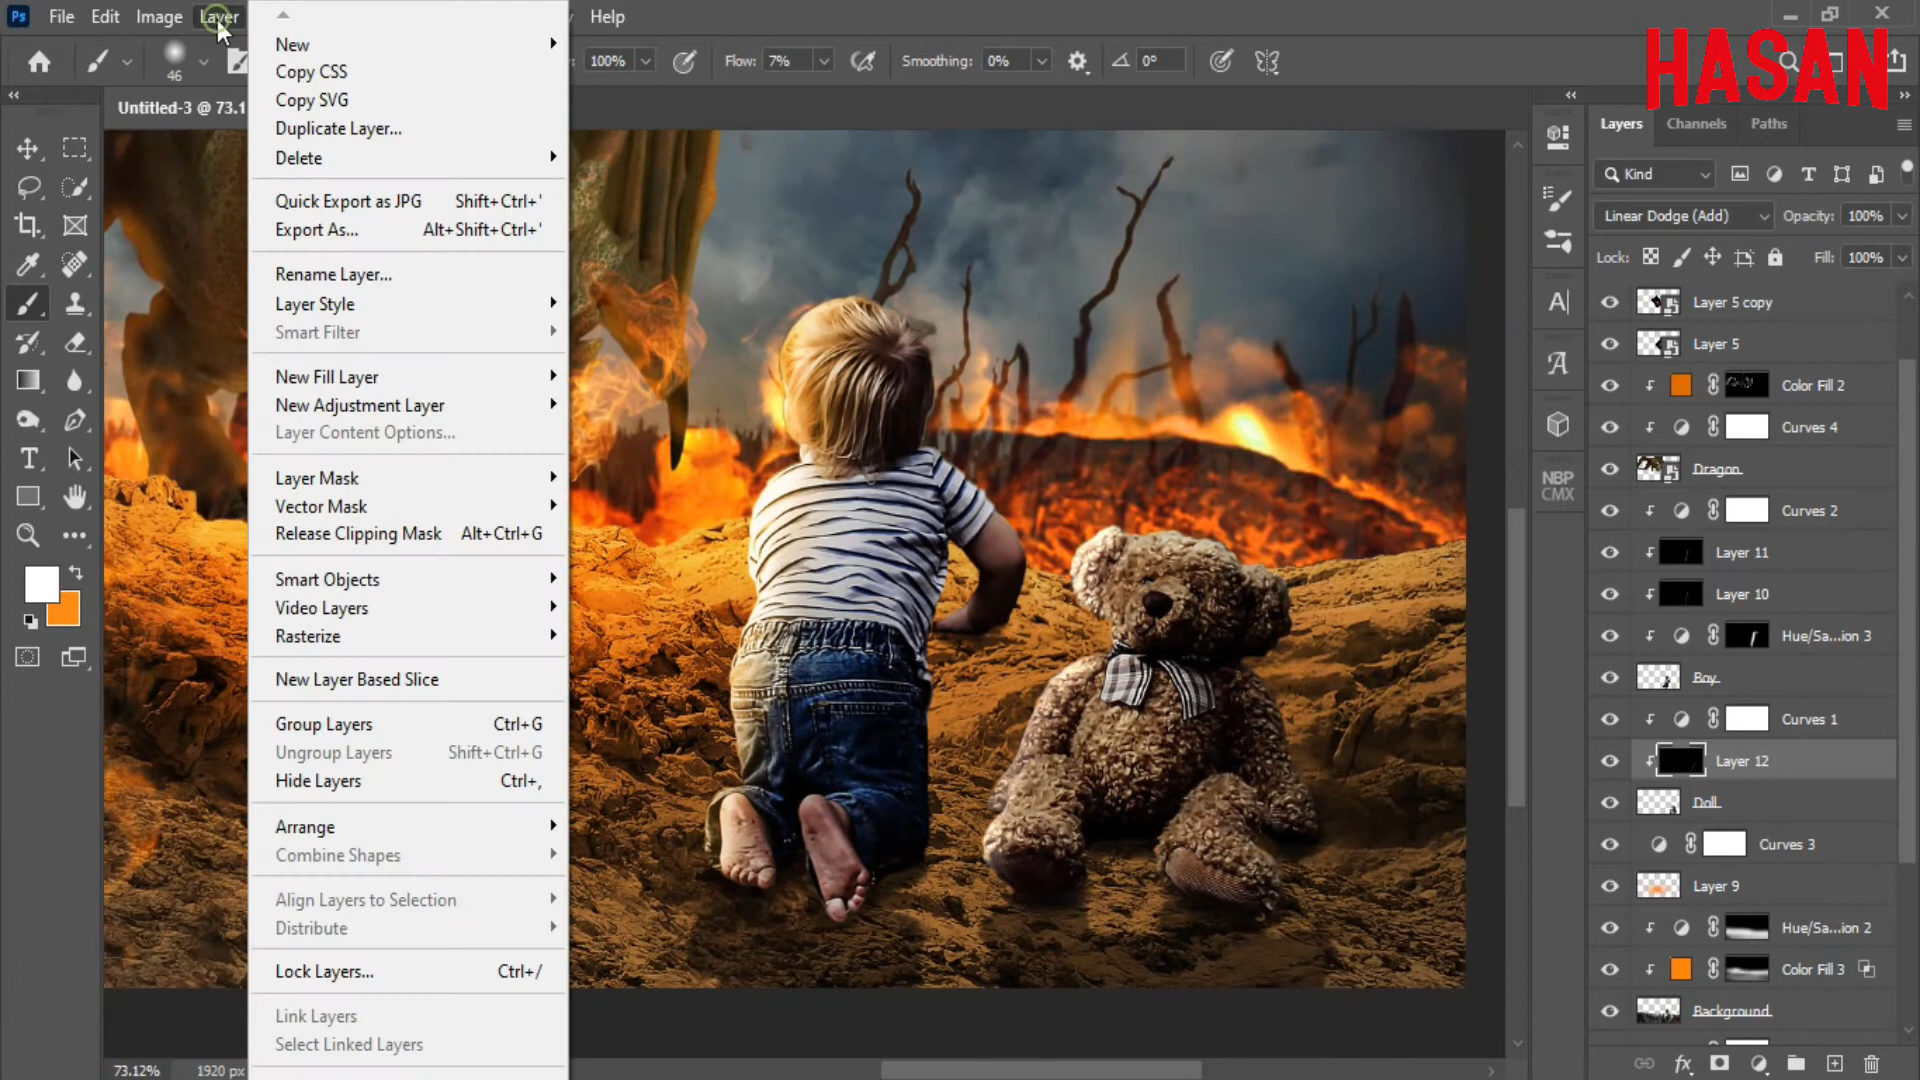 Ps File Edit Image Layer Help
HASAN
46 100% Flow: 7% Smoothing: 0% 0°
Untitled-3 @ 73.1
New
Copy CSS
Copy SVG
Duplicate Layer...
Delete
Quick Export as JPG Shift+Ctrl+'
Export As... Alt+Shift+Ctrl+'
Rename Layer...
Layer Style
Smart Filter
New Fill Layer
New Adjustment Layer
Layer Content Options...
Layer Mask
Vector Mask
Release Clipping Mask Alt+Ctrl+G
Smart Objects
Video Layers
Rasterize
New Layer Based Slice
Group Layers Ctrl+G
Ungroup Layers Shift+Ctrl+G
Hide Layers Ctrl+,
Arrange
Combine Shapes
Align Layers to Selection
Distribute
Lock Layers... Ctrl+/
Link Layers
Select Linked Layers
NBP
CMX
Layers Channels Paths
Kind
Linear Dodge (Add) Opacity: 100%
Lock: Fill: 100%
Layer 5 copy
Layer 5
Color Fill 2
Curves 4
Dragon
Curves 2
Layer 11
Layer 10
Hue/Sa...ion 3
Boy
Curves 1
Layer 12
Doll
Curves 3
Layer 9
Hue/Sa...ion 2
Color Fill 3
Background
73.12% 1920 px